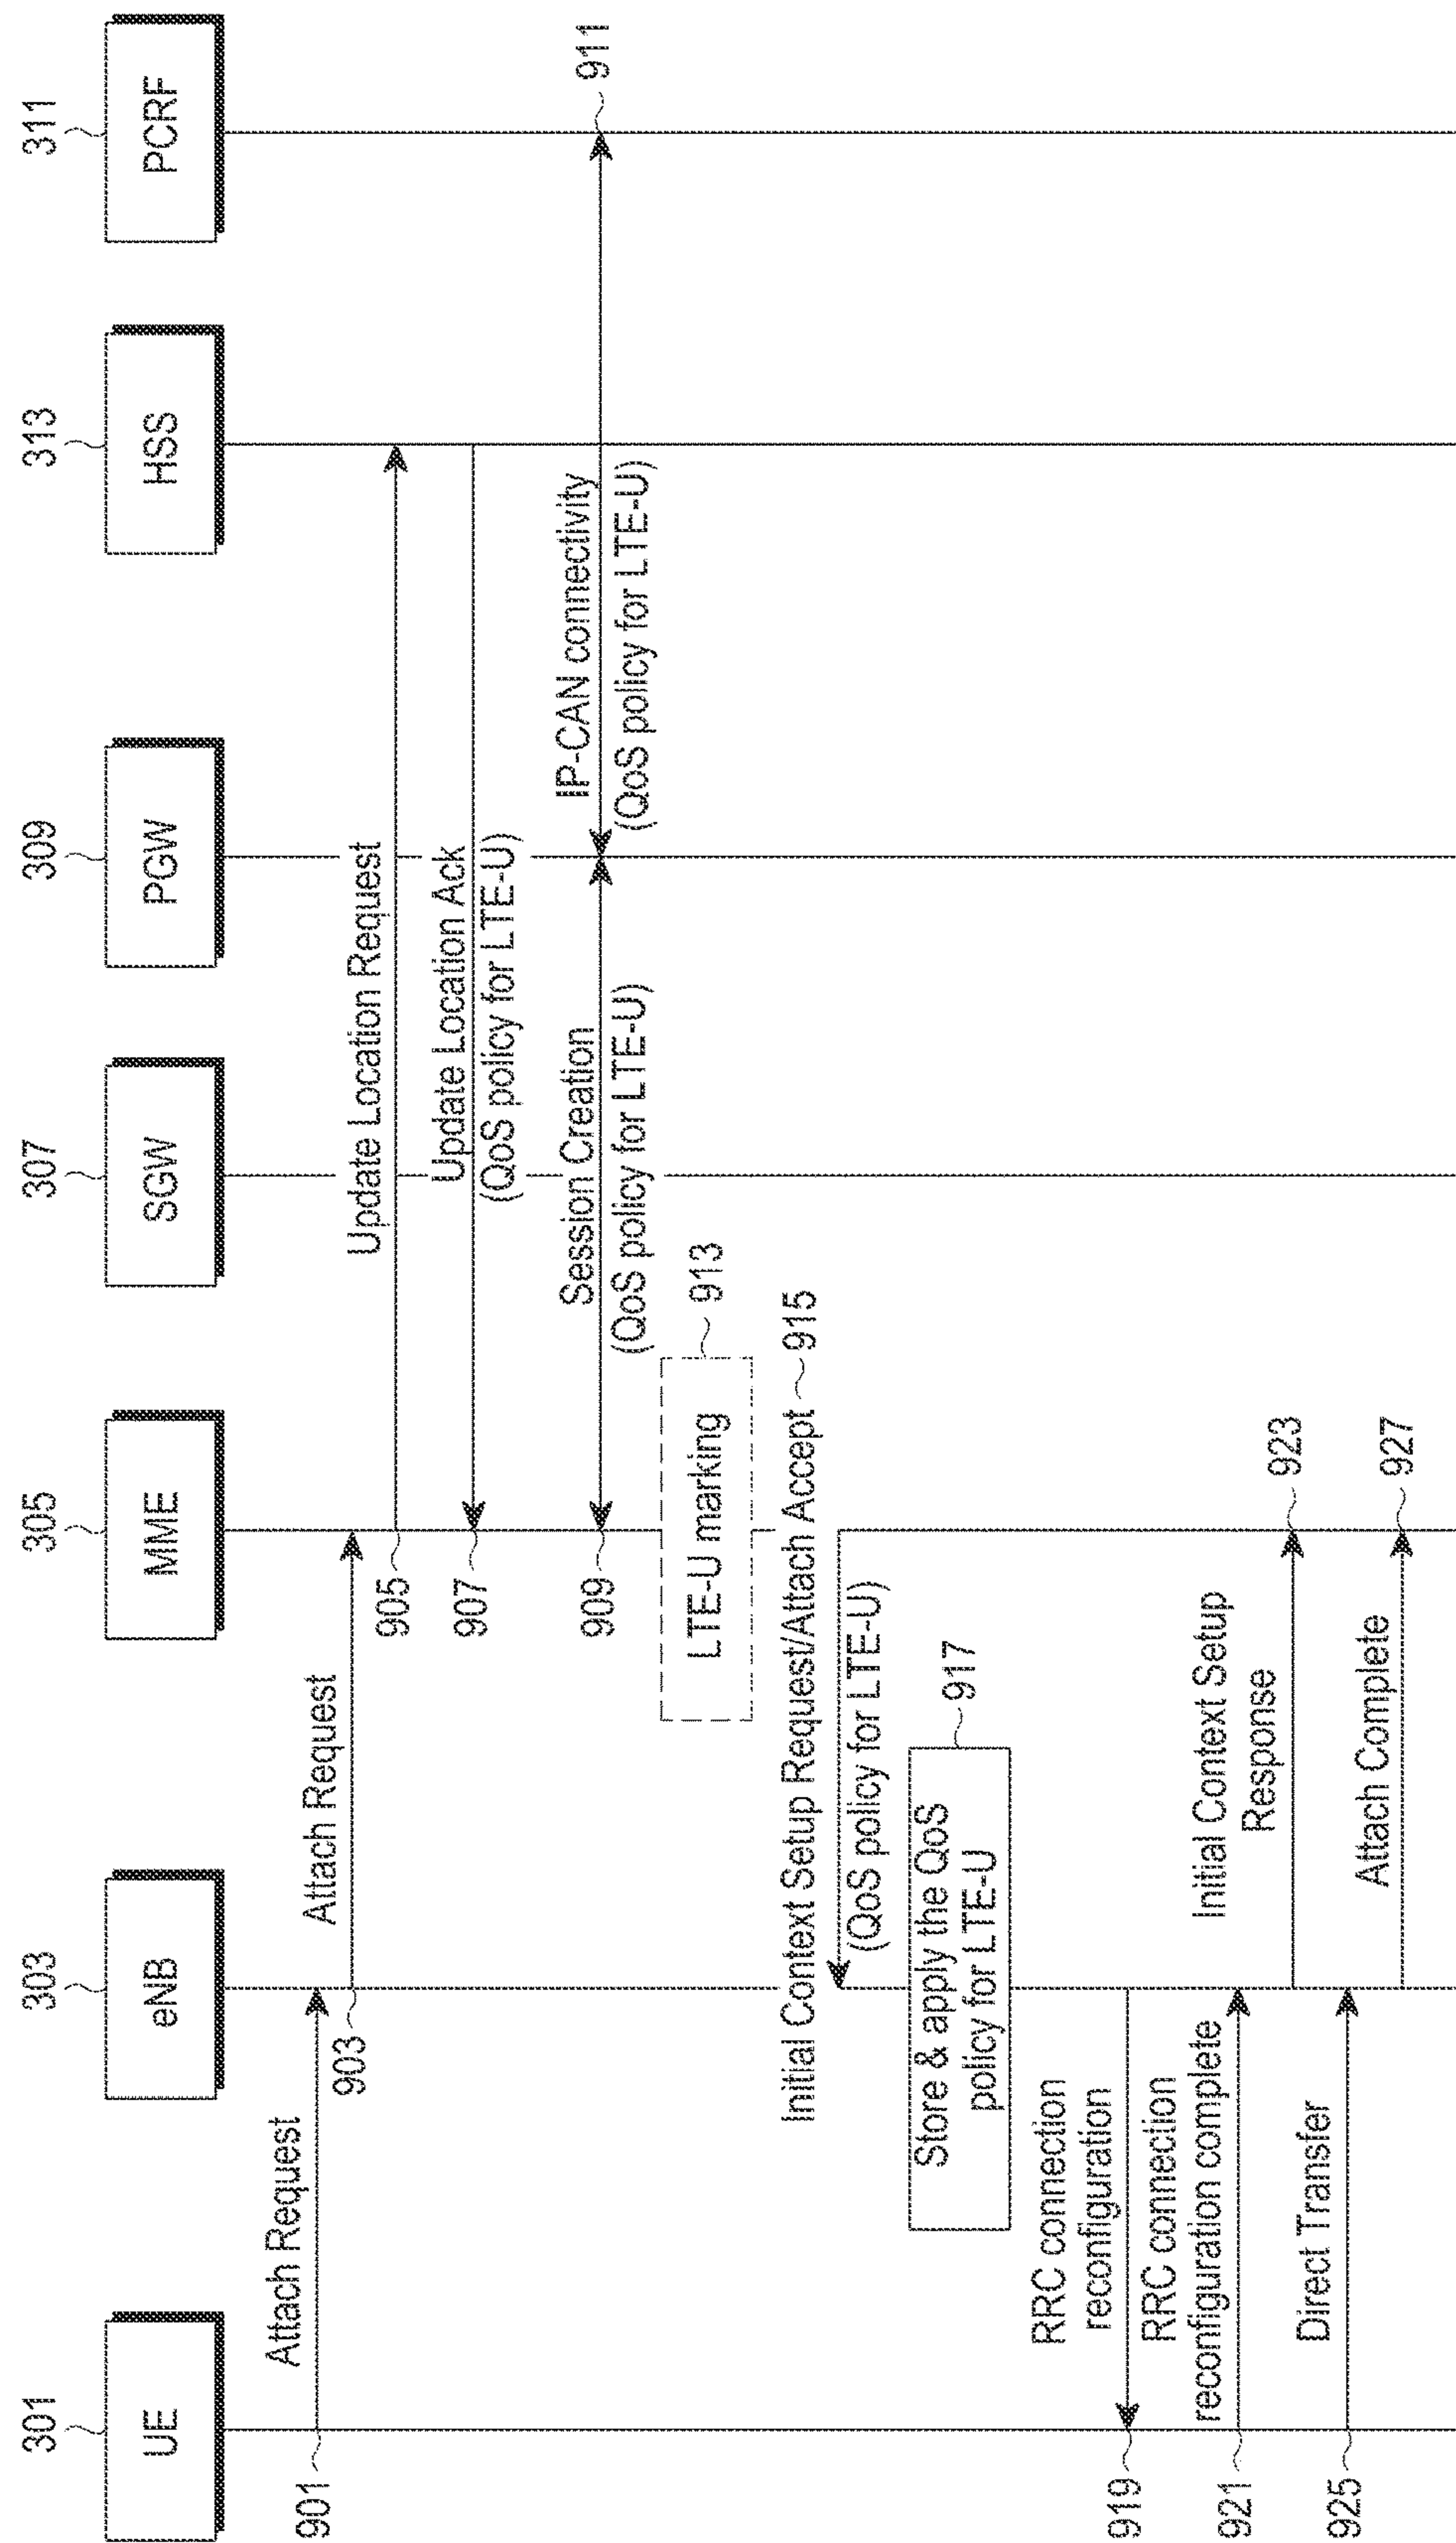 301
303
305
307
309
313
311
UE
eNB
MME
SGW
PGW
HSS
PCRF
Attach Request
901
Attach Request
903
Update Location Request
905
Update Location Ack
(QoS policy for LTE-U)
907
Session Creation
(QoS policy for LTE-U)
909
IP-CAN connectivity
(QoS policy for LTE-U)
911
LTE-U marking
913
Initial Context Setup Request/Attach Accept
915
(QoS policy for LTE-U)
Store & apply the QoS
policy for LTE-U
917
RRC connection
reconfiguration
919
RRC connection
reconfiguration complete
921
Initial Context Setup
Response
923
Direct Transfer
925
Attach Complete
927